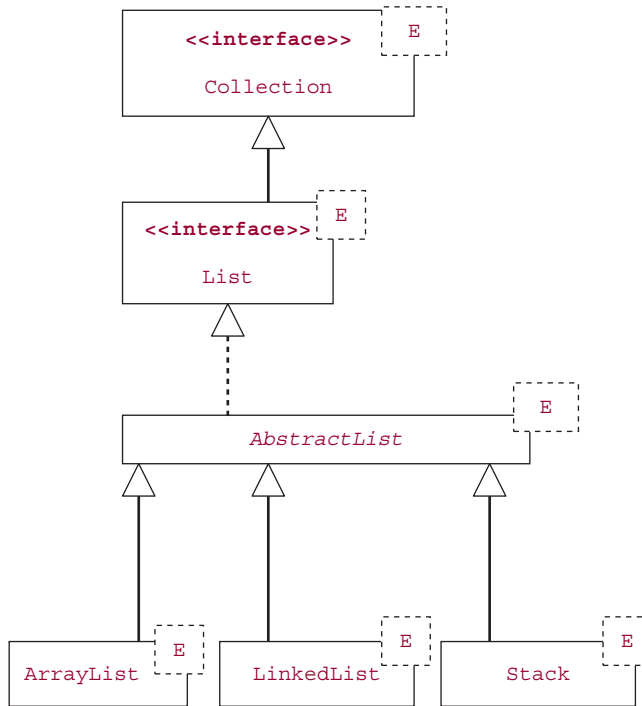 E
<<interface>>
Collection
E
<<interface>>
List
E
AbstractList
E
ArrayList
E
LinkedList
E
Stack